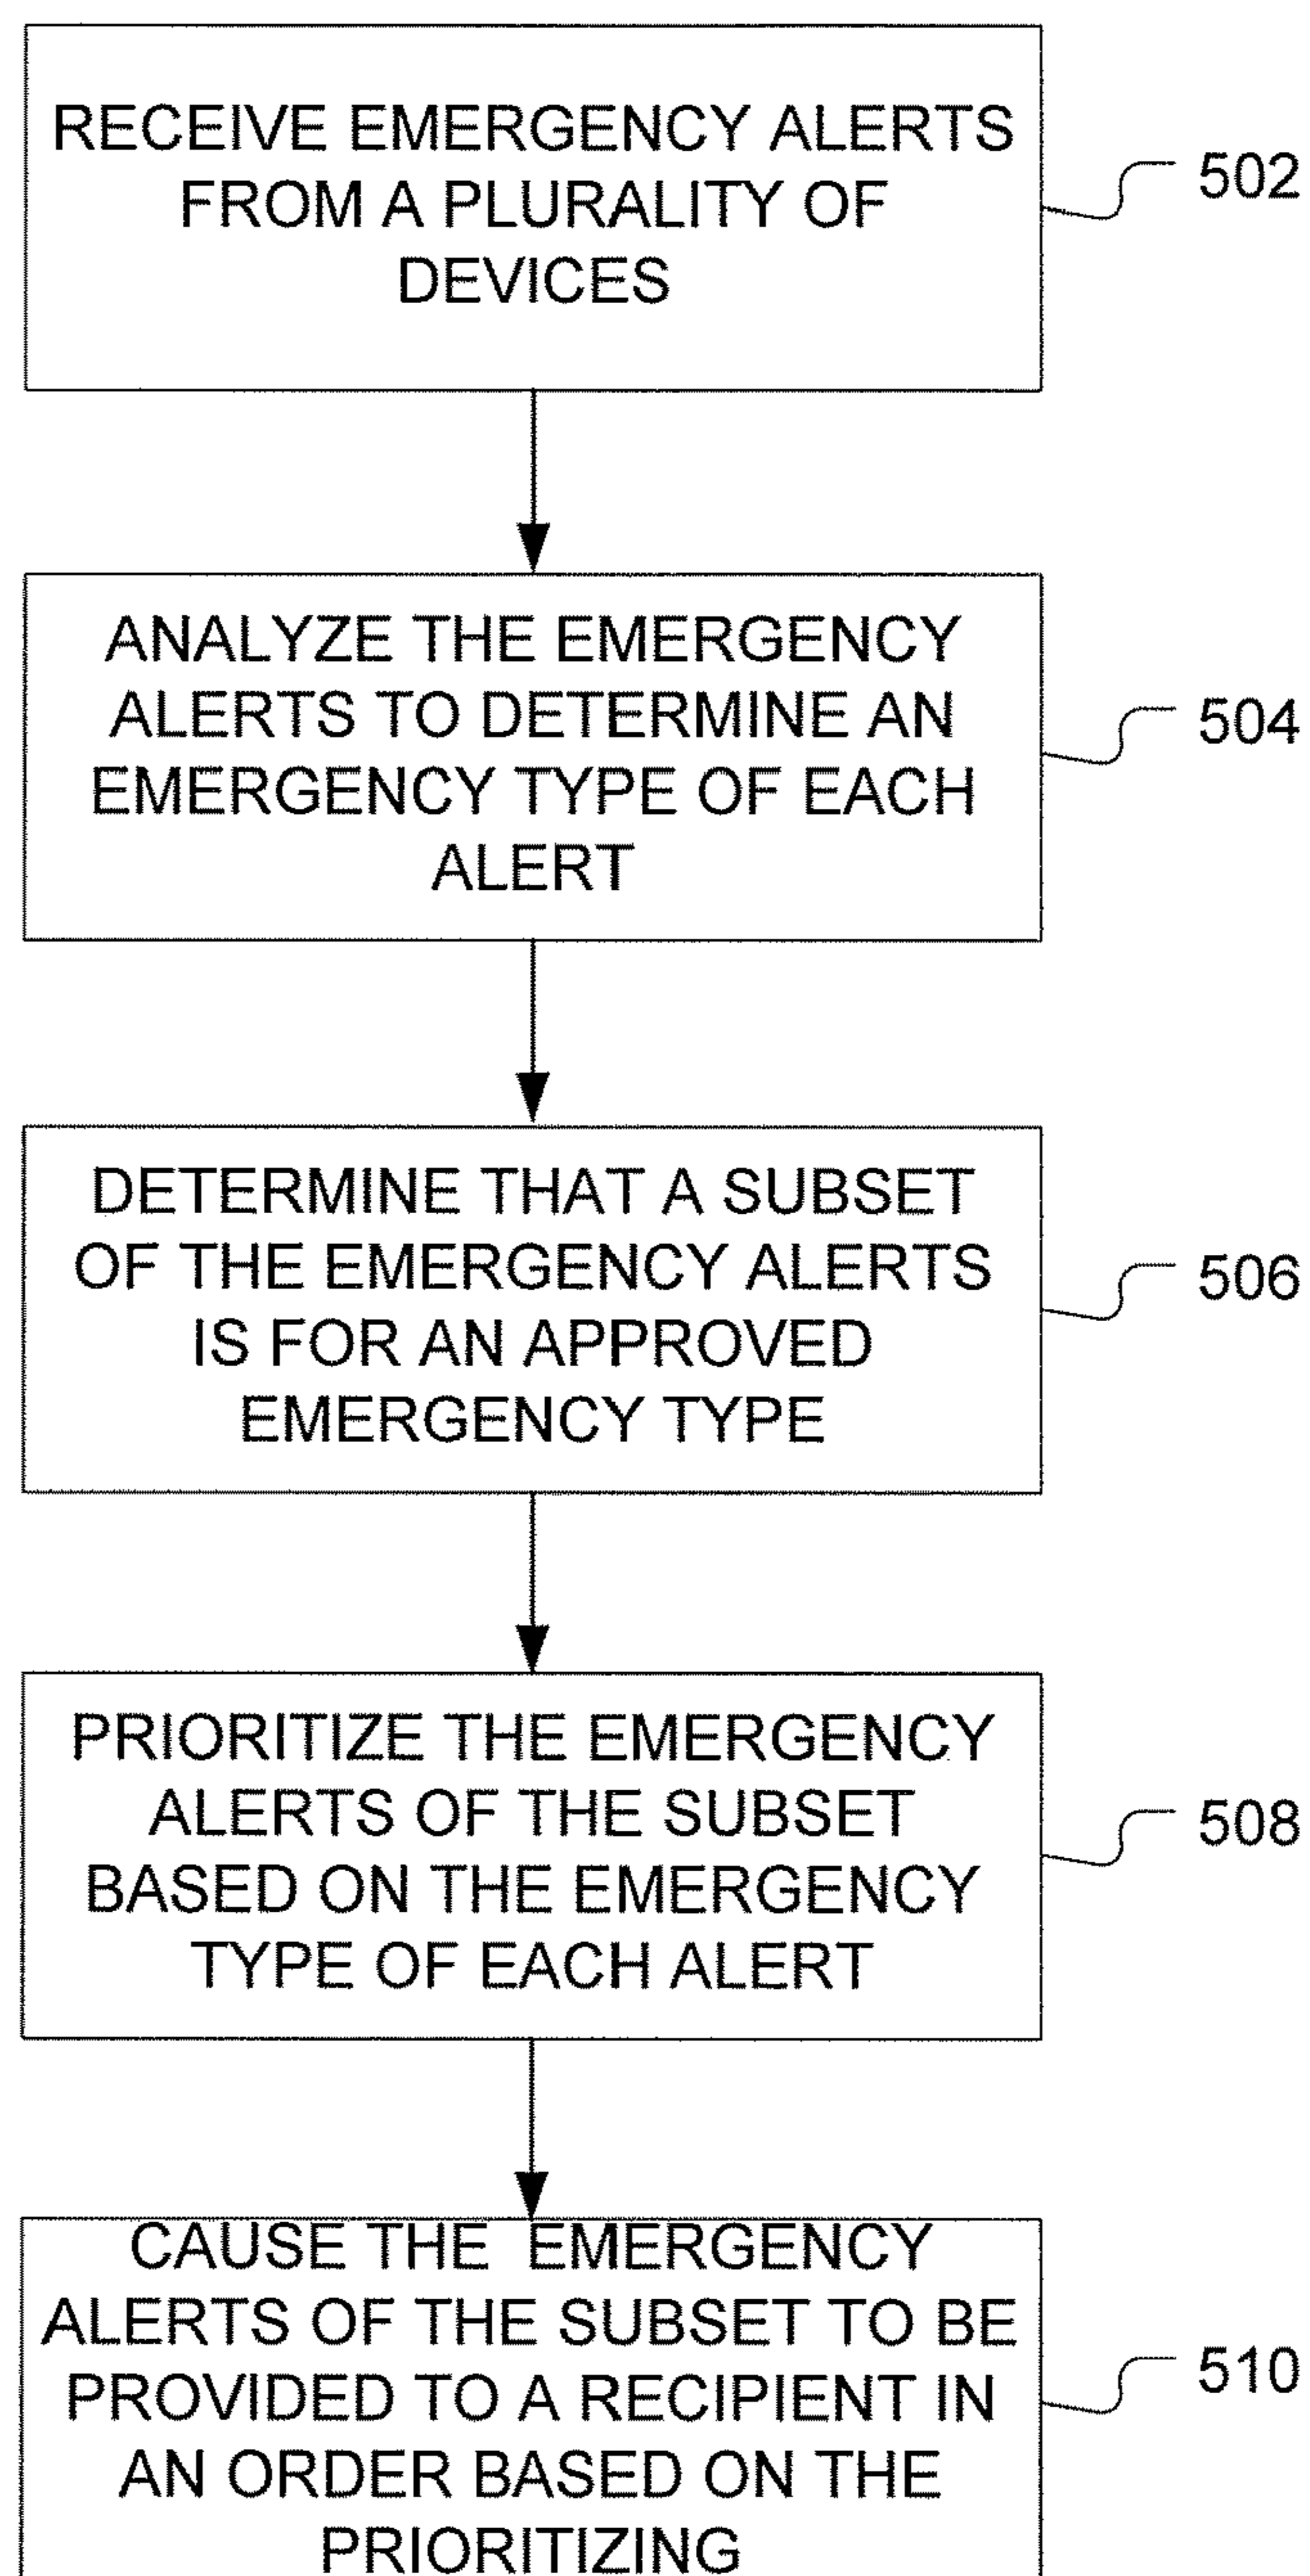 RECEIVE EMERGENCY ALERTS
FROM A PLURALITY OF
DEVICES
502
ANALYZE THE EMERGENCY
ALERTS TO DETERMINE AN
EMERGENCY TYPE OF EACH
ALERT
504
DETERMINE THAT A SUBSET
OF THE EMERGENCY ALERTS
IS FOR AN APPROVED
EMERGENCY TYPE
506
PRIORITIZE THE EMERGENCY
ALERTS OF THE SUBSET
BASED ON THE EMERGENCY
TYPE OF EACH ALERT
508
CAUSE THE EMERGENCY
ALERTS OF THE SUBSET TO BE
PROVIDED TO A RECIPIENT IN
AN ORDER BASED ON THE
PRIORITIZING
510